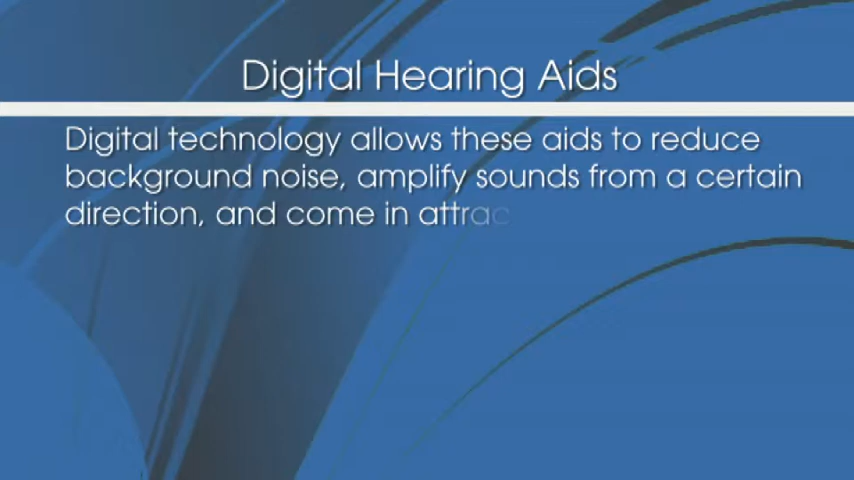 Digital Hearing Aids
Digital technology allows these aids to reduce
background noise, amplify sounds from a certain
direction, and come in attrac